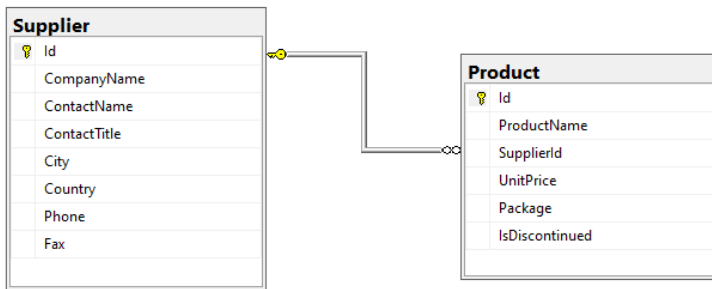 Supplier
Id
CompanyName
ContactName
ContactTitle
City
Country
Phone
Fax
Product
Id
ProductName
SupplierId
UnitPrice
Package
IsDiscontinued